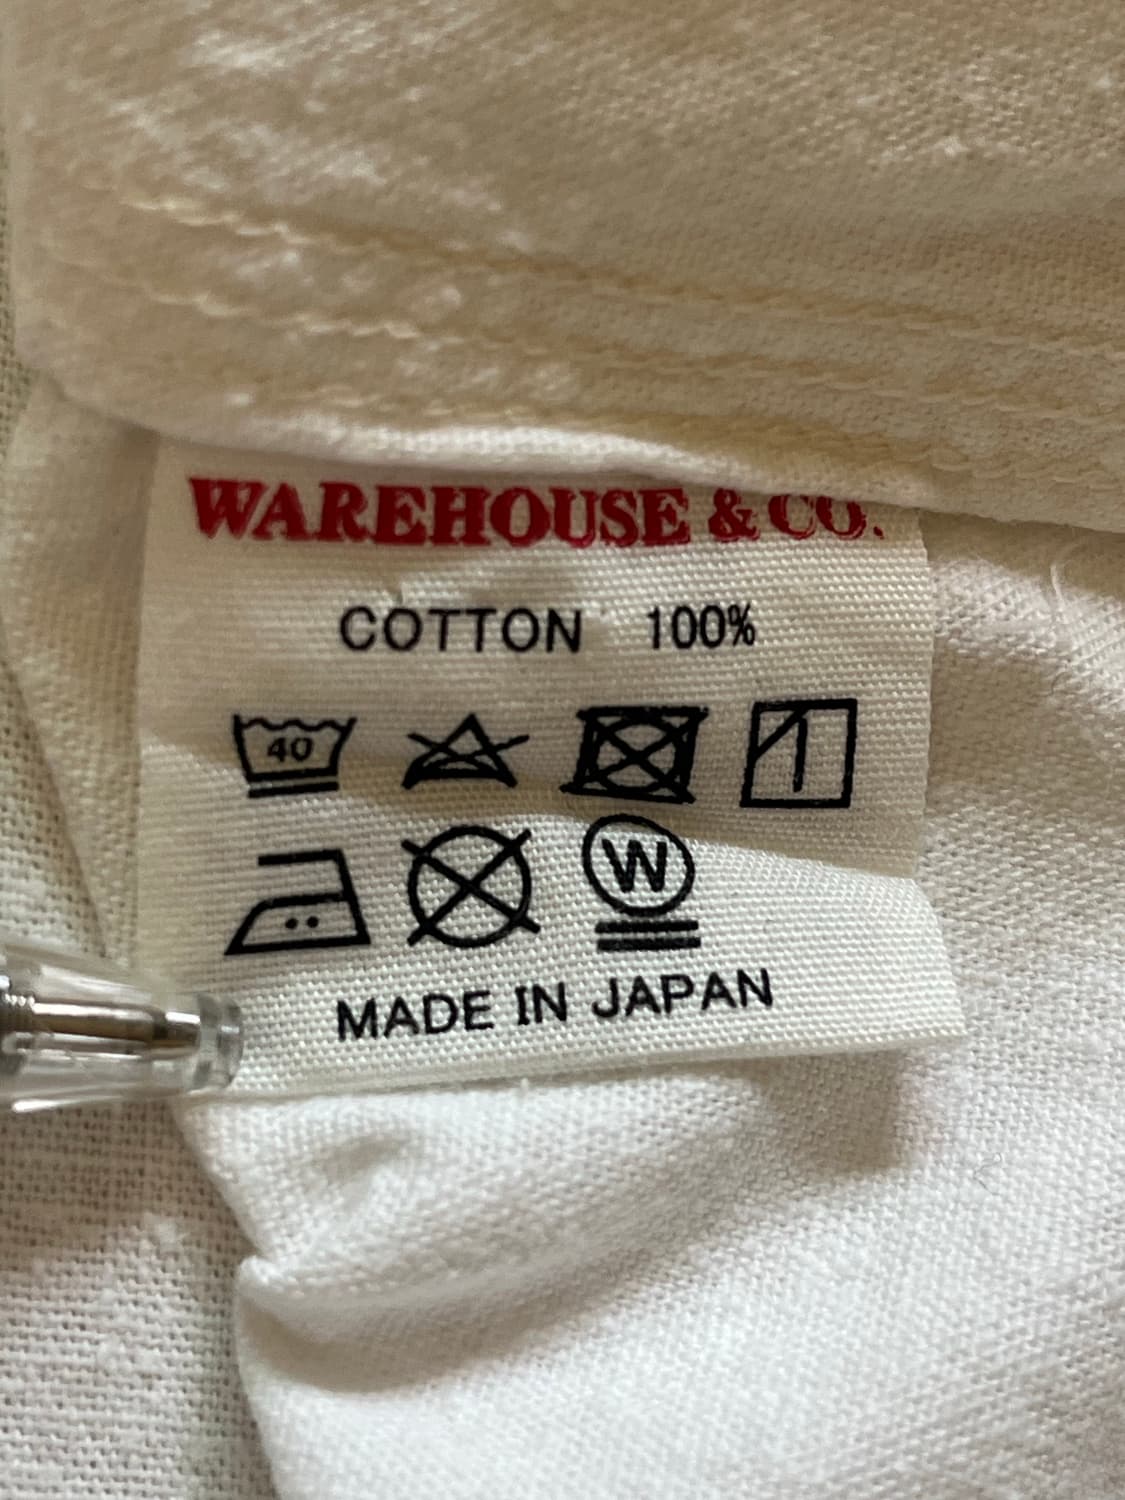 WAREHOUSE & CO.
COTTON 100%
40
W
MADE IN JAPAN